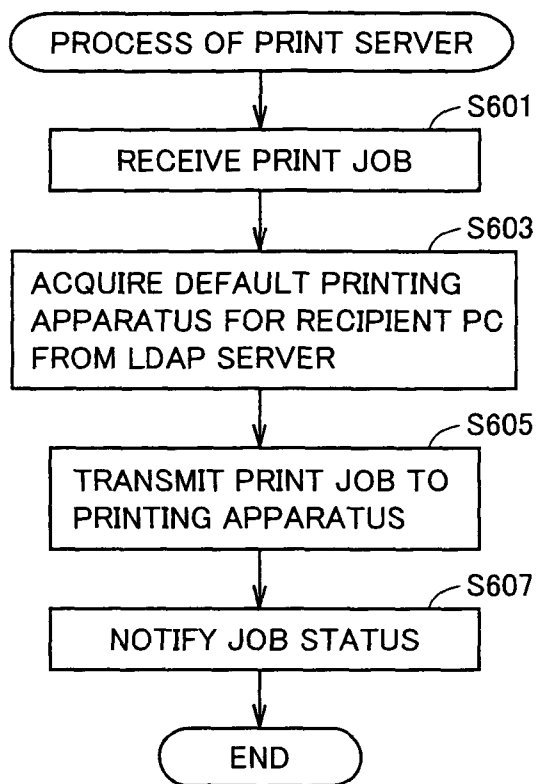 PROCESS OF PRINT SERVER
S601
RECEIVE PRINT JOB
S603
ACQUIRE DEFAULT PRINTING
APPARATUS FOR RECIPIENT PC
FROM LDAP SERVER
S605
TRANSMIT PRINT JOB TO
PRINTING APPARATUS
S607
NOTIFY JOB STATUS
END